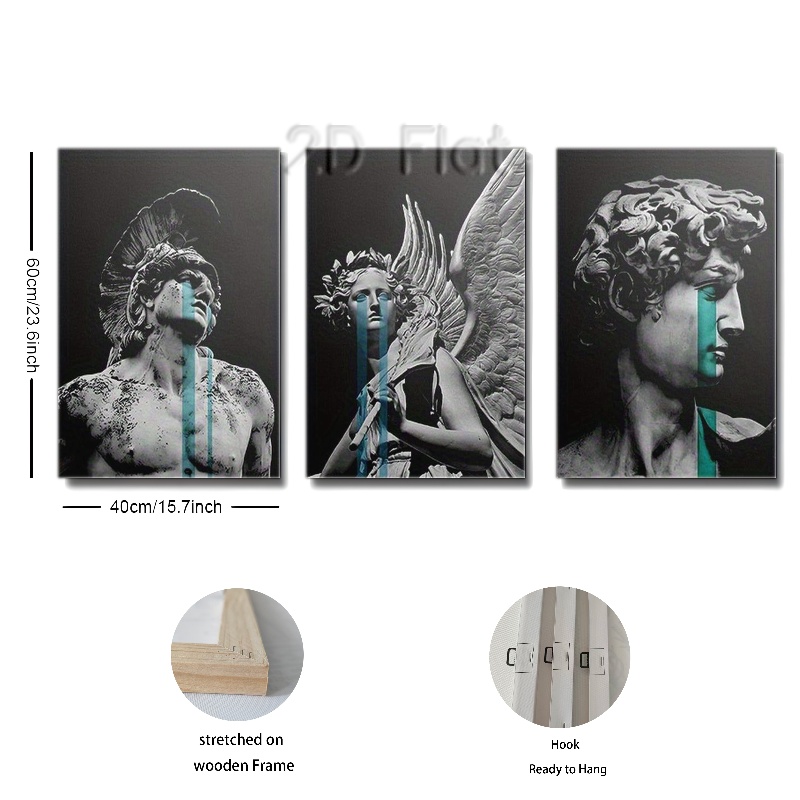 2D Flat
60cm/23.6inch
40cm/15.7inch
stretched on
wooden Frame
Hook
Ready to Hang